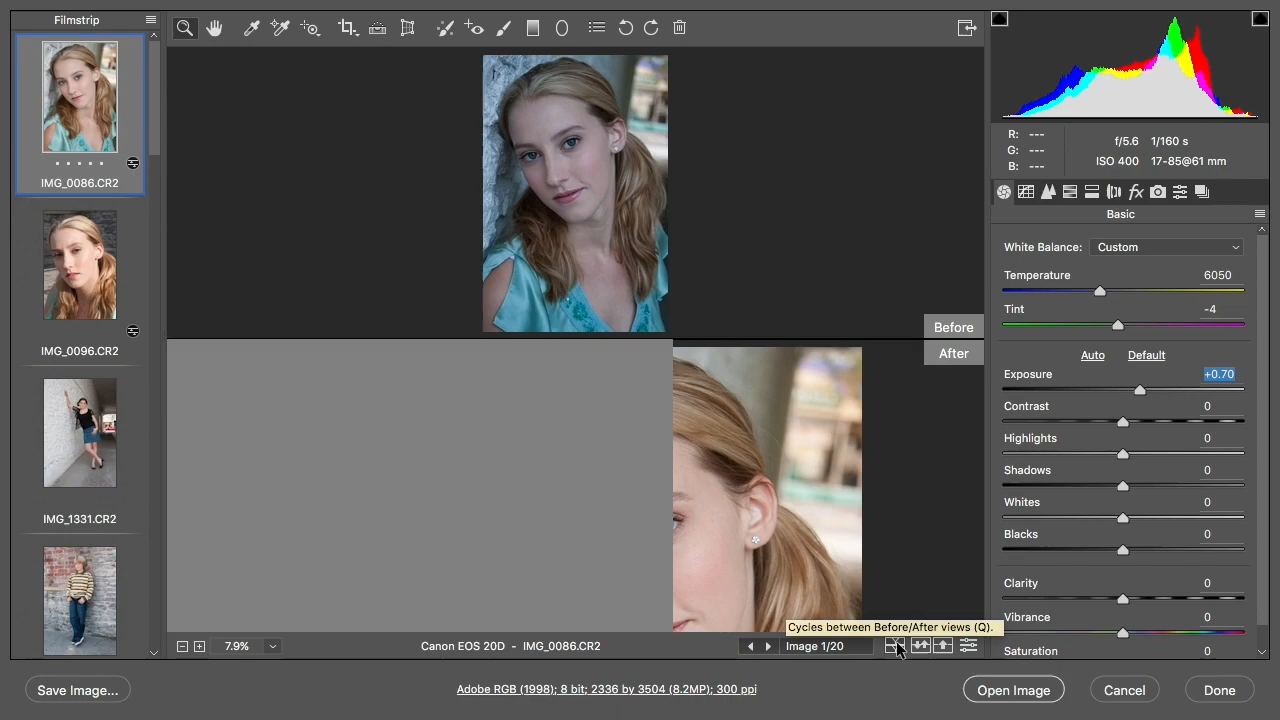 Filmstrip
IMG_0086.CR2
IMG_0096.CR2
IMG_1331.CR2
Before
After
Cycles between Before/After views (Q).
7.9%
Canon EOS 20D - IMG_0086.CR2
Image 1/20
R: ---
G: ---
B: ---
f/5.6 1/160 s
ISO 400 17-85@61 mm
fx
Basic
White Balance: Custom
Temperature 6050
Tint -4
Auto Default
Exposure +0.70
Contrast 0
Highlights 0
Shadows 0
Whites 0
Blacks 0
Clarity 0
Vibrance 0
Saturation
Save Image...
Adobe RGB (1998); 8 bit; 2336 by 3504 (8.2MP); 300 ppi
Open Image
Cancel
Done